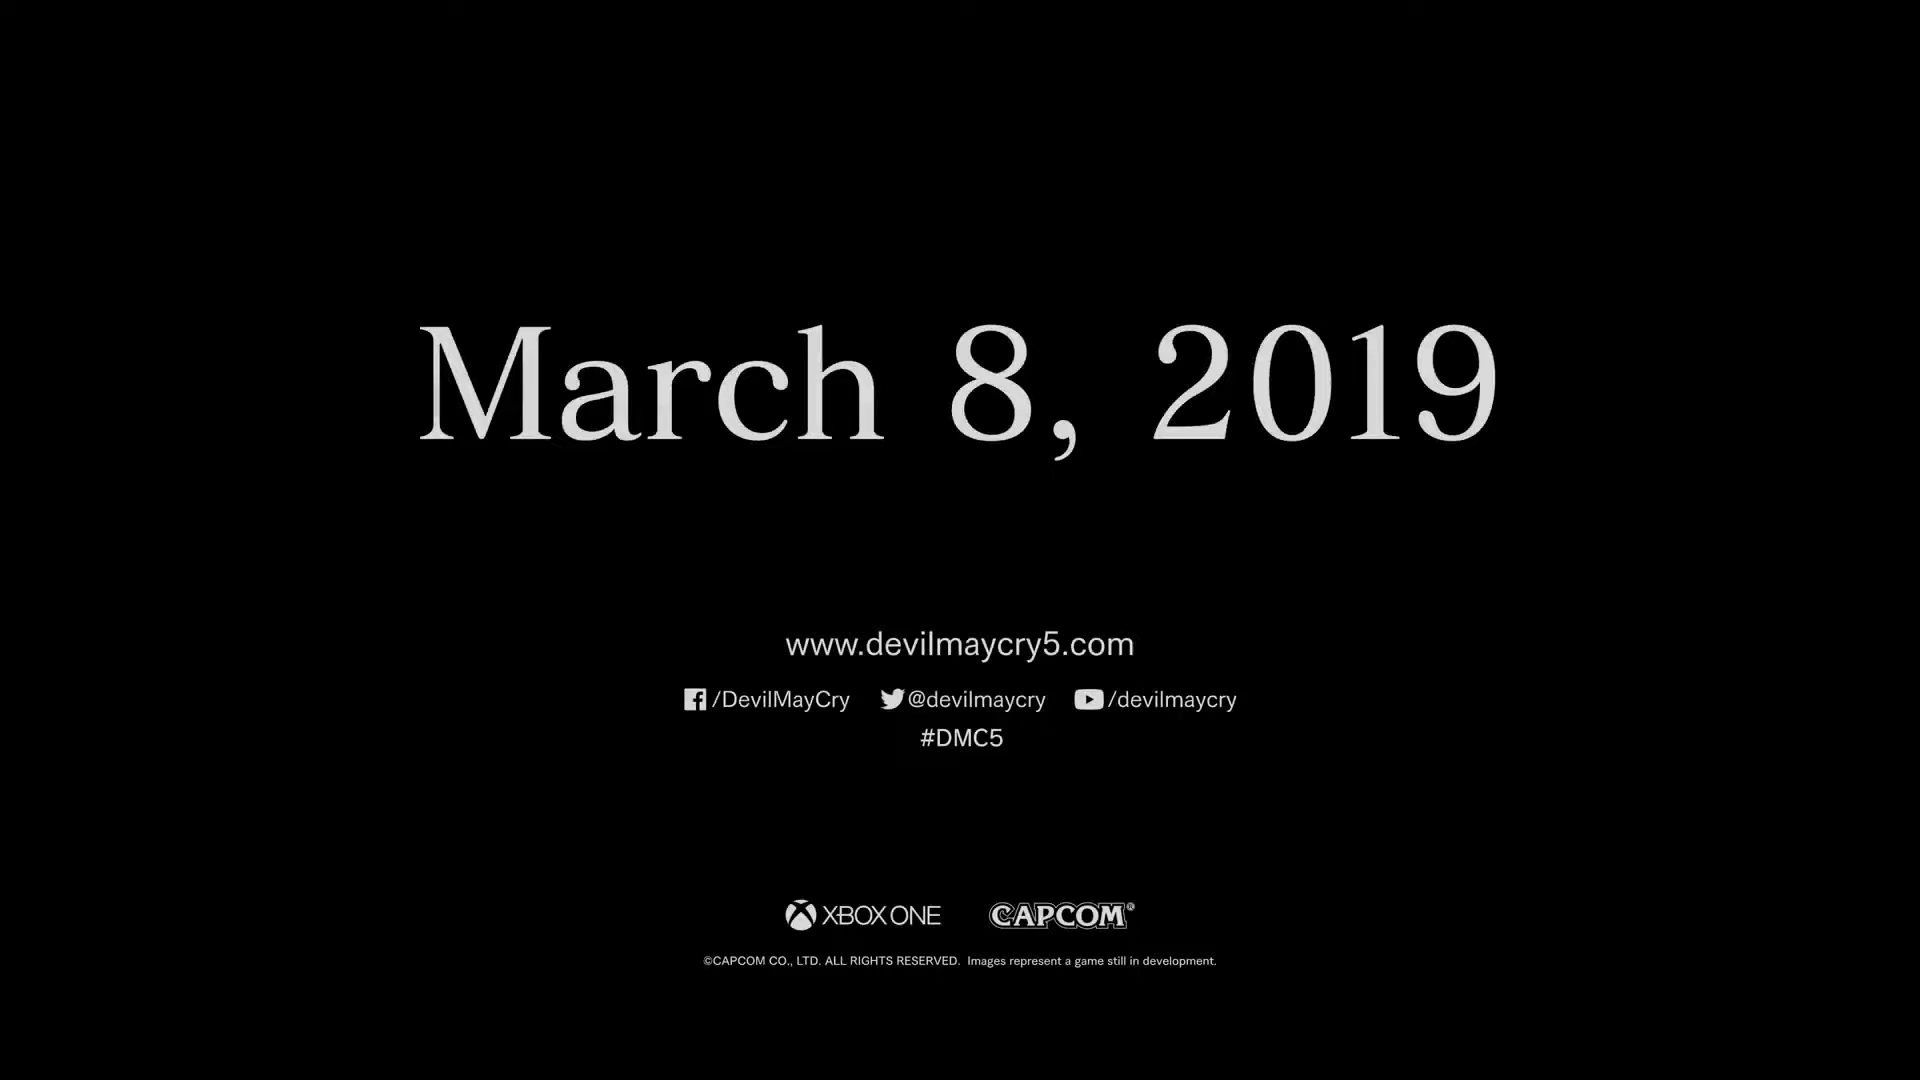 March 8, 2019
www.devilmaycry5.com
/DevilMayCry @devilmaycry /devilmaycry
#DMC5
XBOX ONE CAPCOM®
©CAPCOM CO., LTD. ALL RIGHTS RESERVED. Images represent a game still in development.